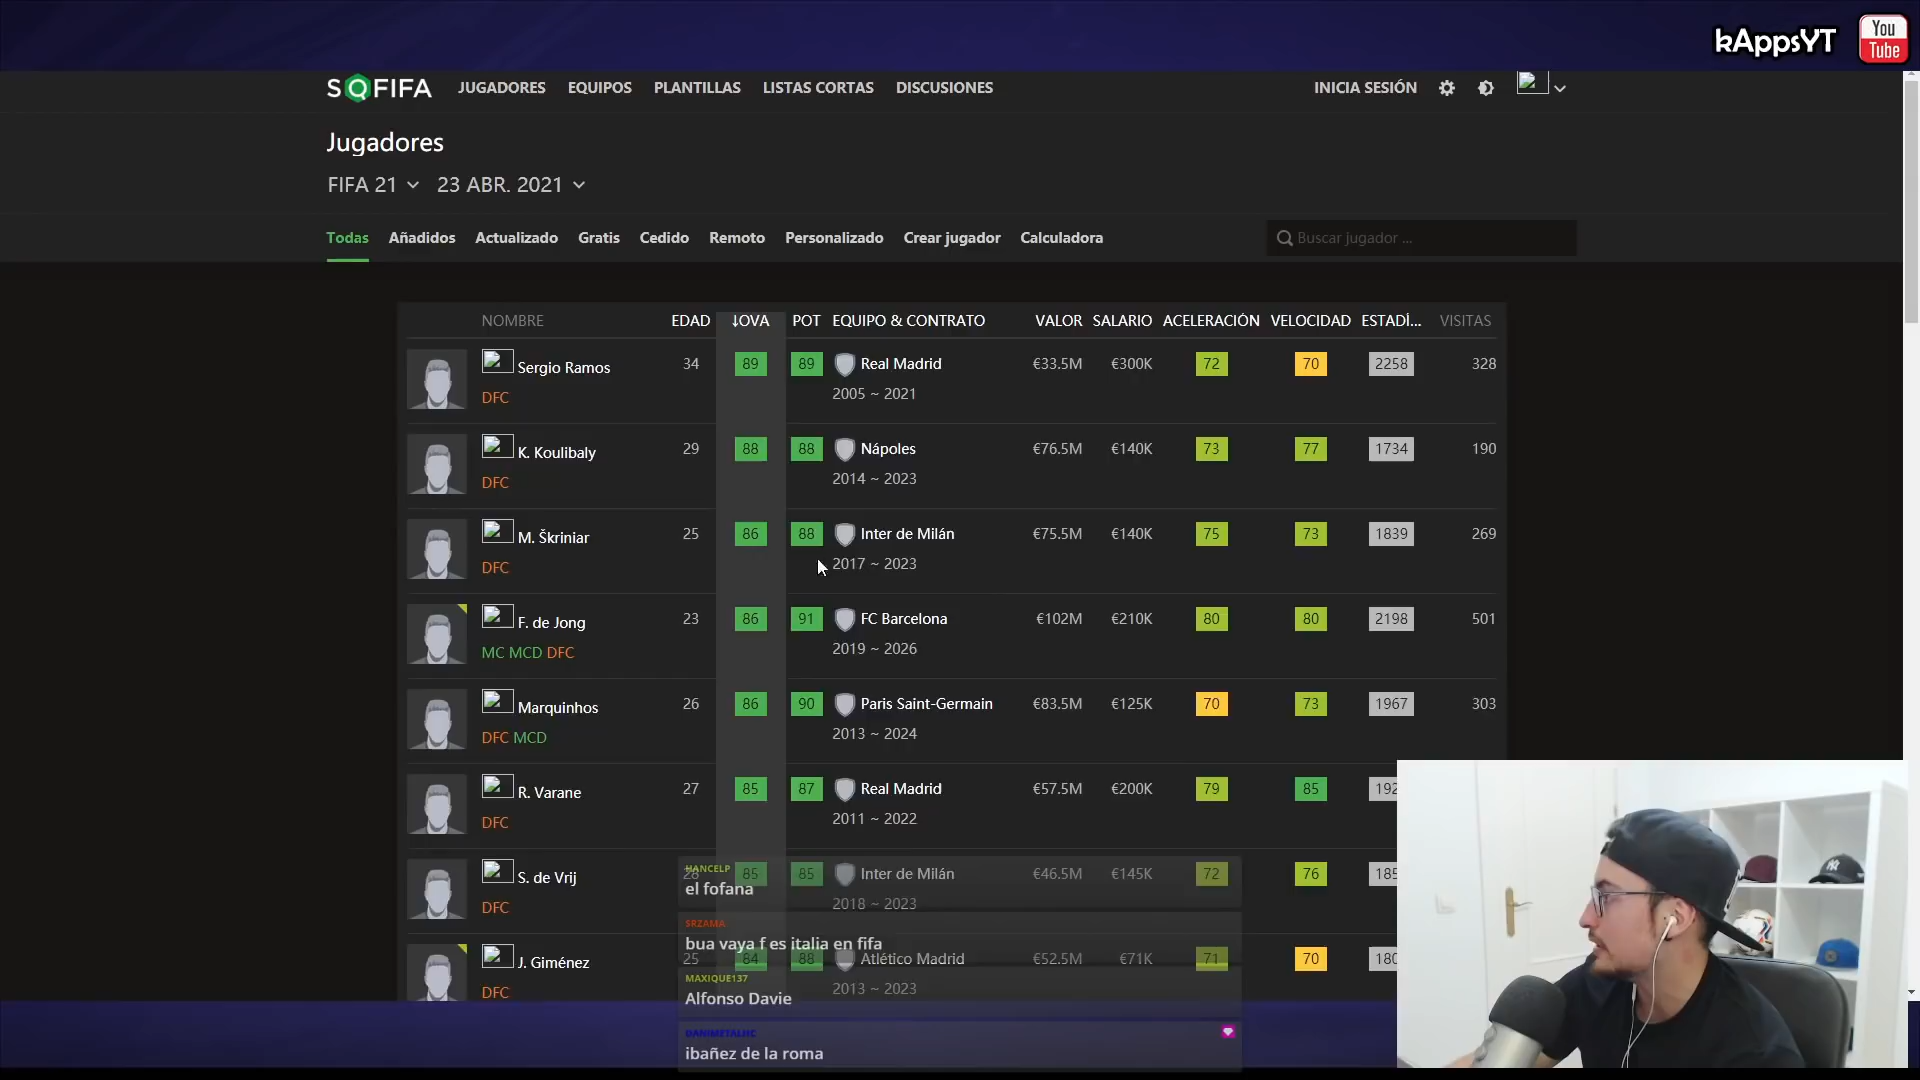 kAppsYT
You
Tube
SOFIFA JUGADORES EQUIPOS PLANTILLAS LISTAS CORTAS DISCUSIONES INICIA SESIÓN
Jugadores
FIFA 21 23 ABR. 2021
Todas Añadidos Actualizado Gratis Cedido Remoto Personalizado Crear jugador Calculadora Buscar jugador ...
NOMBRE EDAD ↓OVA POT EQUIPO & CONTRATO VALOR SALARIO ACELERACIÓN VELOCIDAD ESTADÍ... VISITAS
Sergio Ramos 34 89 89 Real Madrid €33.5M €300K 72 70 2258 328
DFC 2005 ~ 2021
K. Koulibaly 29 88 88 Nápoles €76.5M €140K 73 77 1734 190
DFC 2014 ~ 2023
M. Škriniar 25 86 88 Inter de Milán €75.5M €140K 75 73 1839 269
DFC 2017 ~ 2023
F. de Jong 23 86 91 FC Barcelona €102M €210K 80 80 2198 501
MC MCD DFC 2019 ~ 2026
Marquinhos 26 86 90 Paris Saint-Germain €83.5M €125K 70 73 1967 303
DFC MCD 2013 ~ 2024
R. Varane 27 85 87 Real Madrid €57.5M €200K 79 85 192
DFC 2011 ~ 2022
S. de Vrij 28 85 85 Inter de Milán €46.5M €145K 72 76 185
DFC 2018 ~ 2023
J. Giménez 25 84 88 Atlético Madrid €52.5M €71K 71 70 180
DFC 2013 ~ 2023
HANCELP
el fofana
SRZAMA
bua vaya f es italia en fifa
MAXIQUE137
Alfonso Davie
DANIMETALHC
ibañez de la roma